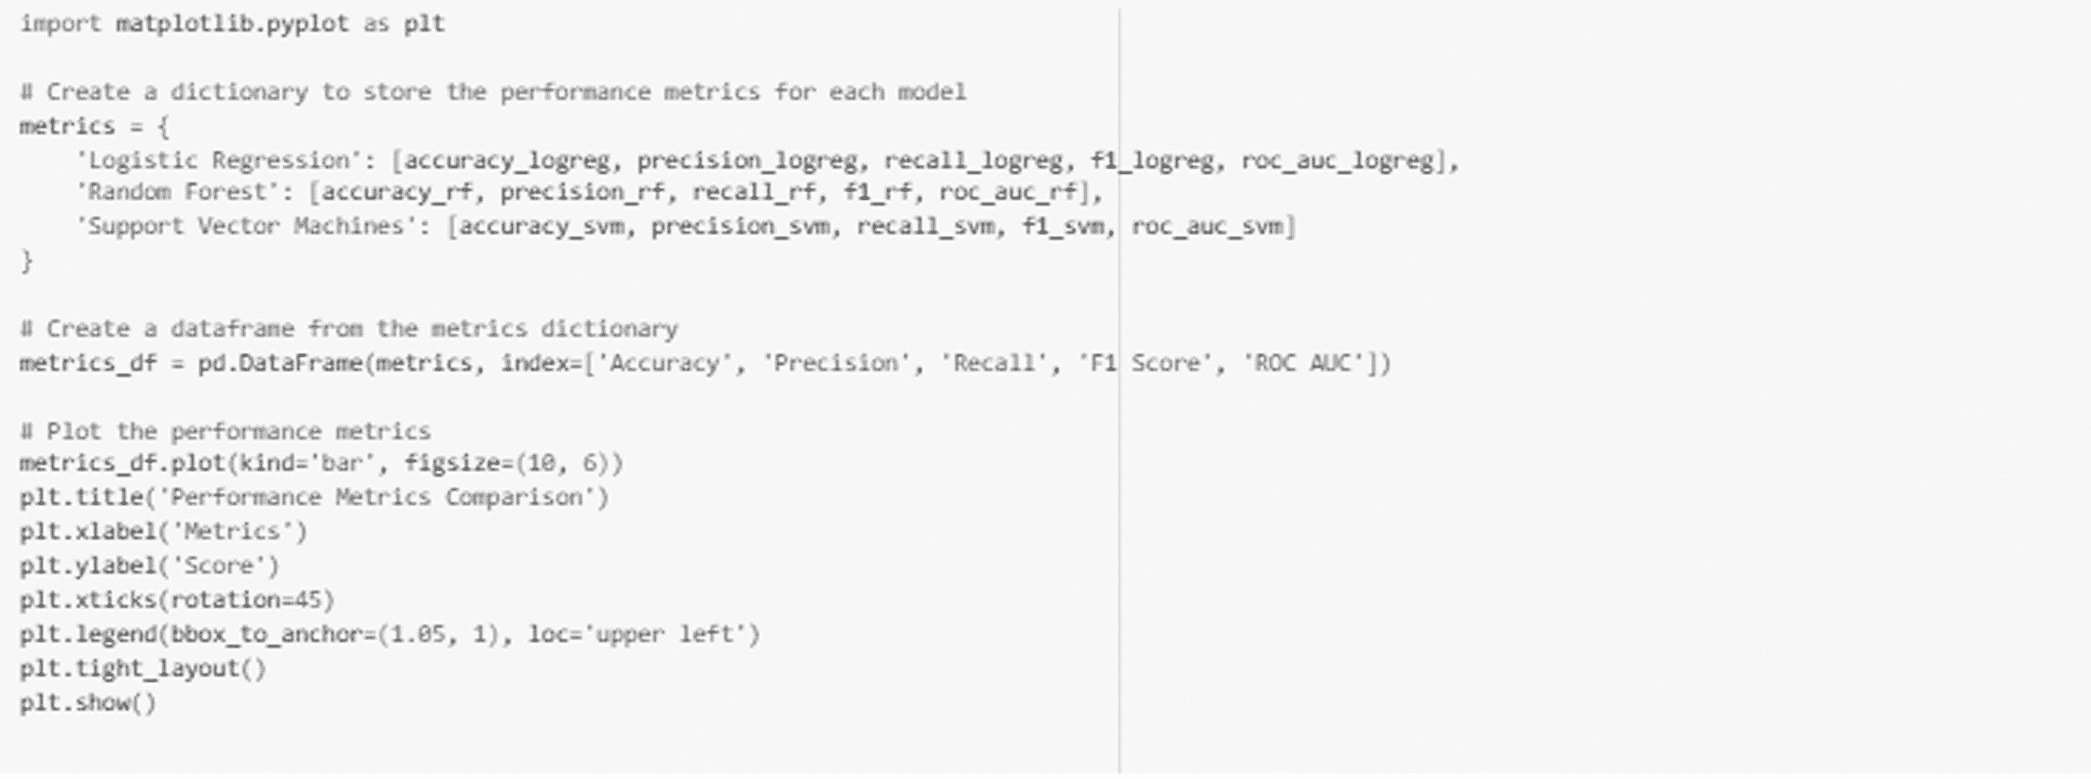 import matplotlib.pyplot as plt
# Create a dictionary to store the performance metrics for each model
metrics = {
    'Logistic Regression': [accuracy_logreg, precision_logreg, recall_logreg, f1_logreg, roc_auc_logreg],
    'Random Forest': [accuracy_rf, precision_rf, recall_rf, f1_rf, roc_auc_rf],
    'Support Vector Machines': [accuracy_svm, precision_svm, recall_svm, f1_svm, roc_auc_svm]
}
# Create a dataframe from the metrics dictionary
metrics_df = pd.DataFrame(metrics, index=['Accuracy', 'Precision', 'Recall', 'F1 Score', 'ROC AUC'])
# Plot the performance metrics
metrics_df.plot(kind='bar', figsize=(10, 6))
plt.title('Performance Metrics Comparison')
plt.xlabel('Metrics')
plt.ylabel('Score')
plt.xticks(rotation=45)
plt.legend(bbox_to_anchor=(1.05, 1), loc='upper left')
plt.tight_layout()
plt.show()